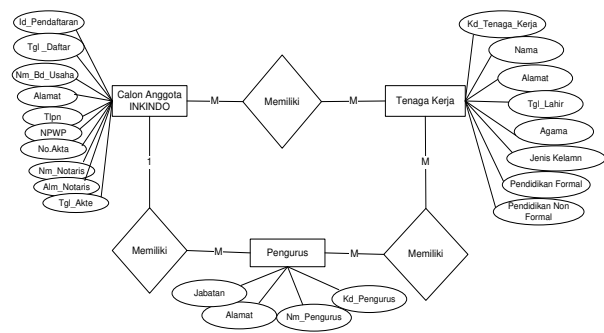 Id_Pendaftaran
Tgl _Daftar
Nm_Bd_Usaha
Alamat
Tlpn
NPWP
No.Akta
Nm_Notaris
Alm_Notaris
Tgl_Akte
Calon Anggota
INKINDO
M
Memiliki
M
Tenaga Kerja
Kd_Tenaga_Kerja
Nama
Alamat
Tgl_Lahir
Agama
Jenis Kelamn
Pendidikan Formal
Pendidikan Non
Formal
1
M
Memiliki
M
Pengurus
M
Memiliki
Jabatan
Alamat
Nm_Pengurus
Kd_Pengurus